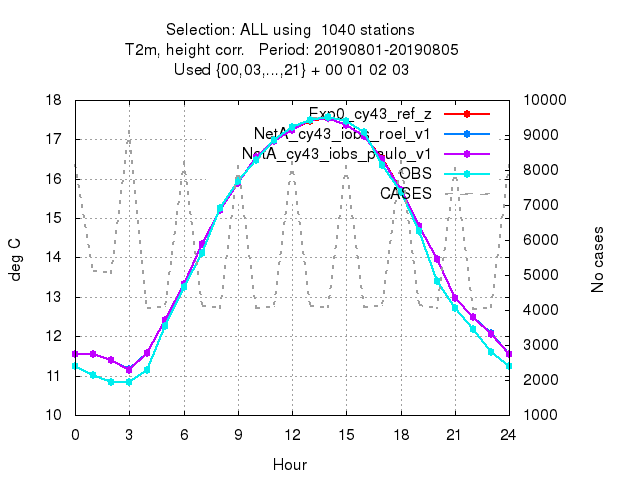 Selection: ALL using  1040 stations
T2m, height corr.   Period: 20190801-20190805
Used {00,03,...,21} + 00 01 02 03
Exp0_cy43_ref_z
NetA_cy43_iobs_roel_v1
NetA_cy43_iobs_paulo_v1
OBS
CASES
18
17
16
15
14
13
12
11
10
deg C
10000
9000
8000
7000
6000
5000
4000
3000
2000
1000
No cases
0 3 6 9 12 15 18 21 24
Hour